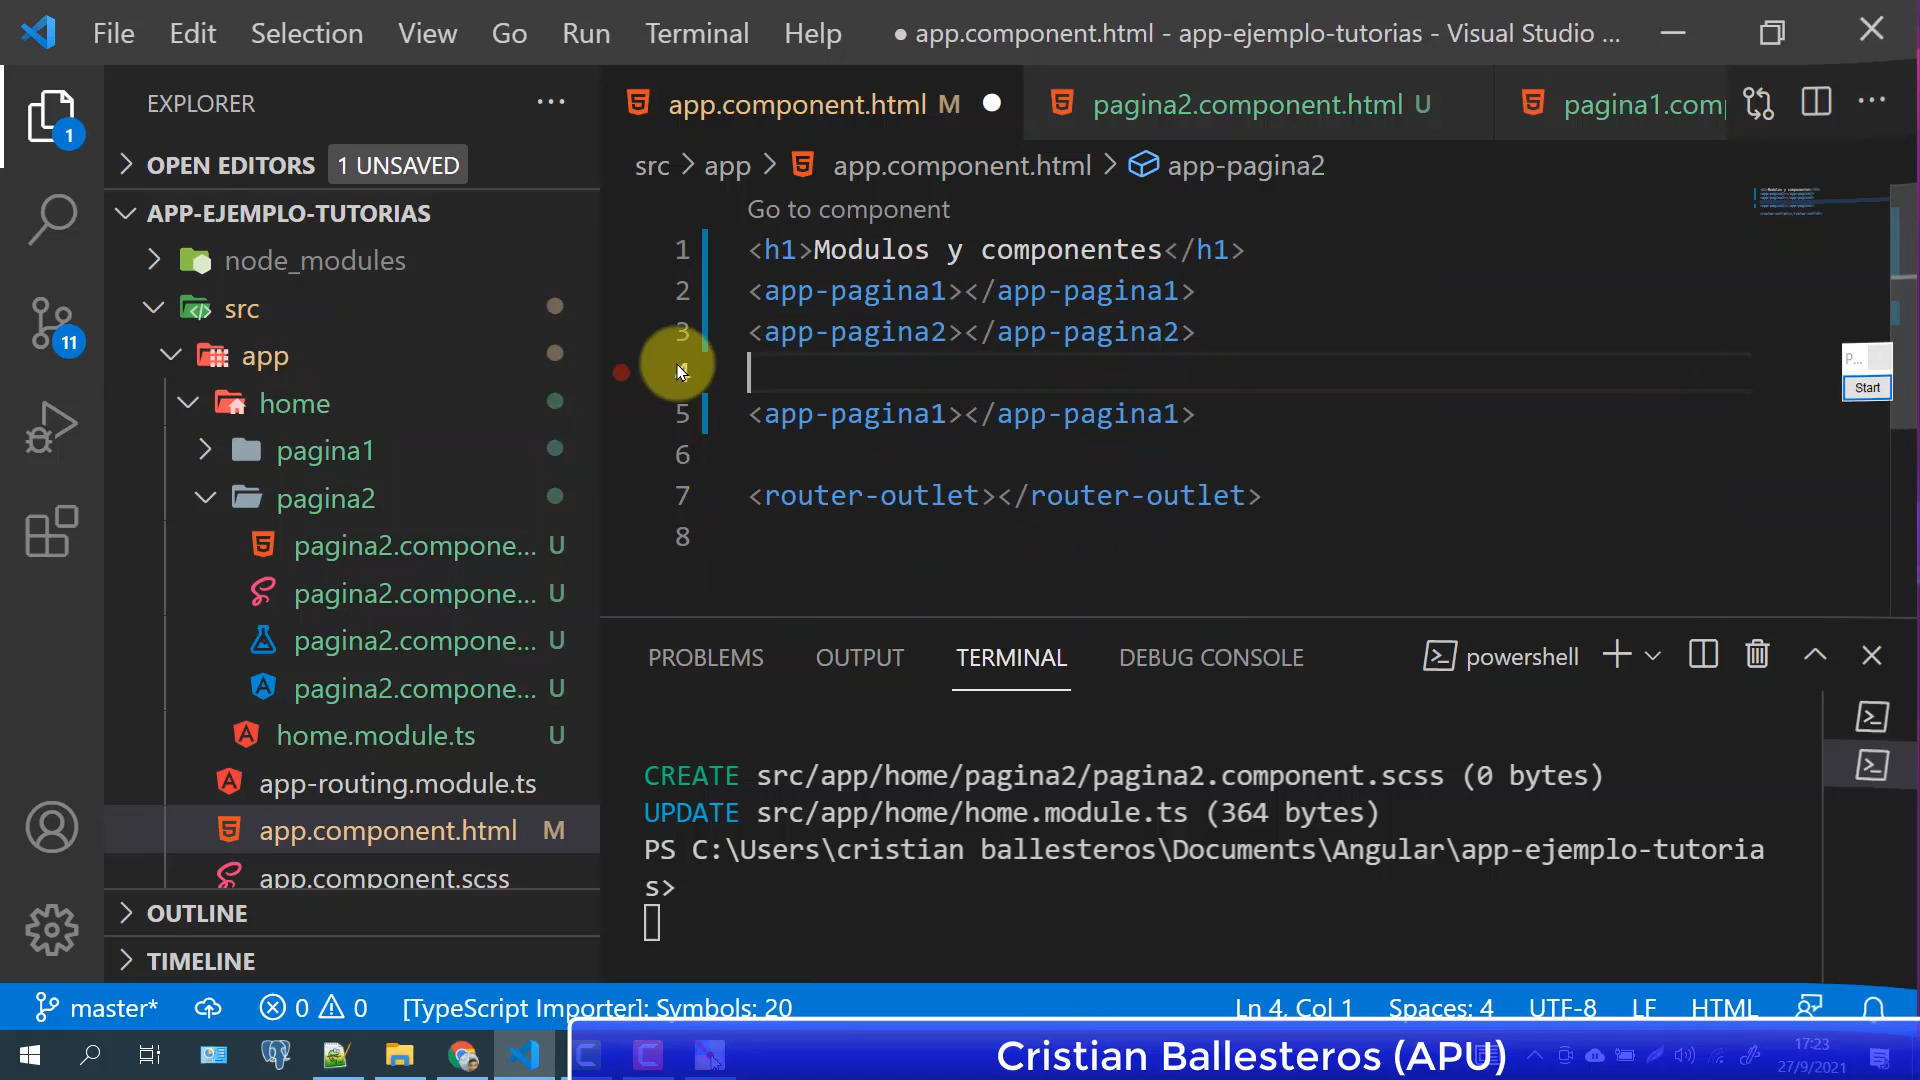 File Edit Selection View Go Run Terminal Help ● app.component.html - app-ejemplo-tutorias - Visual Studio ...
EXPLORER
app.component.html M
pagina2.component.html U
pagina1.comp
OPEN EDITORS 1 UNSAVED
src > app > app.component.html > app-pagina2
APP-EJEMPLO-TUTORIAS
node_modules
src
app
home
pagina1
pagina2
pagina2.compone... U
pagina2.compone... U
pagina2.compone... U
pagina2.compone... U
home.module.ts U
app-routing.module.ts
app.component.html M
app.component.scss
OUTLINE
TIMELINE
1
11
Go to component
1 <h1>Modulos y componentes</h1>
2 <app-pagina1></app-pagina1>
3 <app-pagina2></app-pagina2>
4
5 <app-pagina1></app-pagina1>
6
7 <router-outlet></router-outlet>
8
P...
Start
PROBLEMS OUTPUT TERMINAL DEBUG CONSOLE powershell
CREATE src/app/home/pagina2/pagina2.component.scss (0 bytes)
UPDATE src/app/home/home.module.ts (364 bytes)
PS C:\Users\cristian ballesteros\Documents\Angular\app-ejemplo-tutoria
s>
master* 0 0 [TypeScript Importer]: Symbols: 20 Ln 4, Col 1 Spaces: 4 UTF-8 LF HTML
Cristian Ballesteros (APU)
17:23
27/9/2021